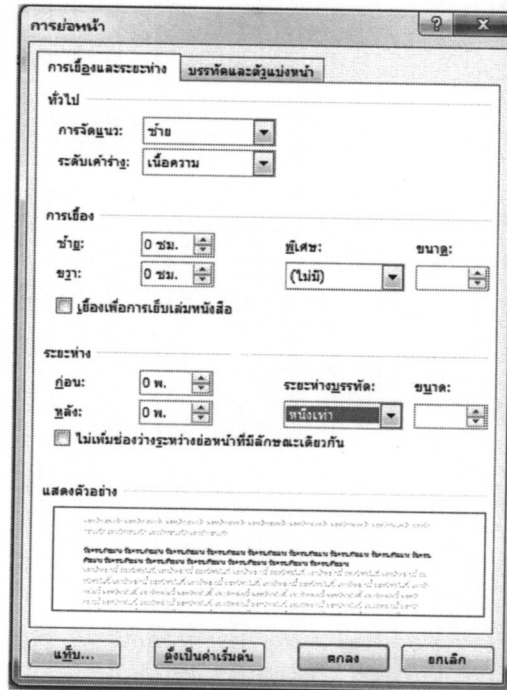 การย่อหน้า
การเยื้องและระยะห่าง บรรทัดและตัวแบ่งหน้า
ทั่วไป
การจัดแนว: ซ้าย
ระดับเค้าร่าง: เนื้อความ
การเยื้อง
ซ้าย: 0 ซม. พิเศษ: ขนาด:
ขวา: 0 ซม. (ไม่มี)
เยื้องเพื่อการเย็บเล่มหนังสือ
ระยะห่าง
ก่อน: 0 พ. ระยะห่างบรรทัด: ขนาด:
หลัง: 0 พ. หนึ่งเท่า
ไม่เพิ่มช่องว่างระหว่างย่อหน้าที่มีลักษณะเดียวกัน
แสดงตัวอย่าง
แท็บ... ตั้งเป็นค่าเริ่มต้น ตกลง ยกเลิก